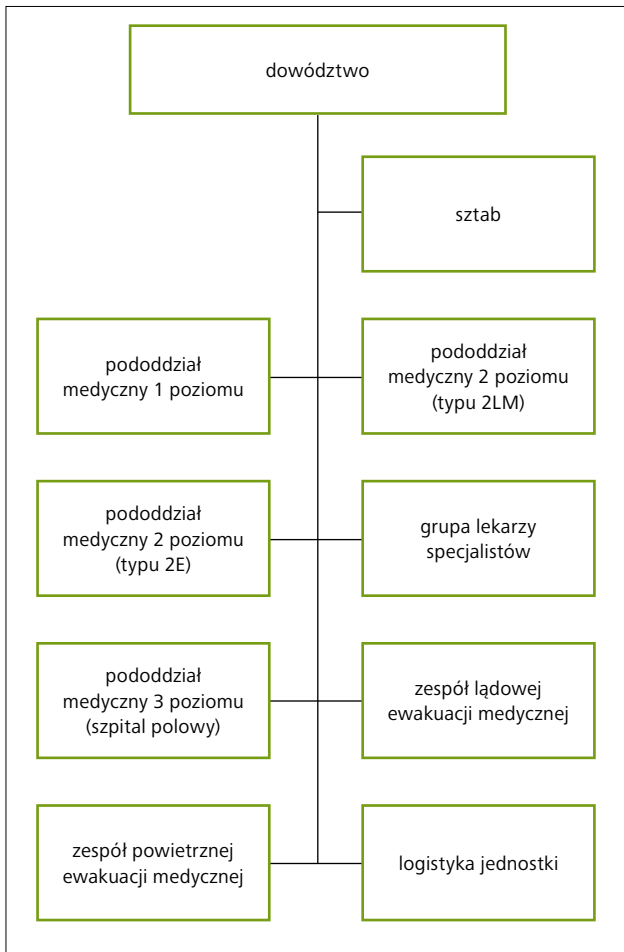 dowództwo
sztab
pododdział
medyczny 1 poziomu
pododdział
medyczny 2 poziomu
(typu 2LM)
pododdział
medyczny 2 poziomu
(typu 2E)
grupa lekarzy
specjalistów
pododdział
medyczny 3 poziomu
(szpital polowy)
zespół lądowej
ewakuacji medycznej
zespół powietrznej
ewakuacji medycznej
logistyka jednostki